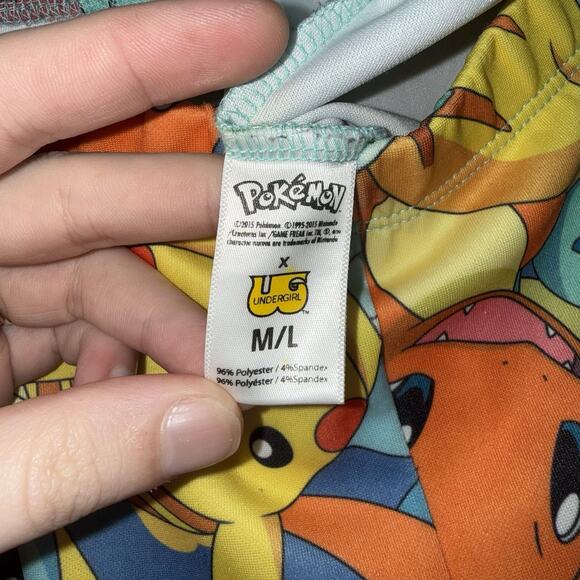 POKéMON
©2015 Pokémon ©1995-2015 Nintendo
/Creatures Inc /GAME FREAK inc TM, ®, and
character names are trademarks of Nintendo
X
UG
UNDERGIRL
TM
M/L
96% Polyester / 4%Spandex
96% Polyéster / 4%Spandex